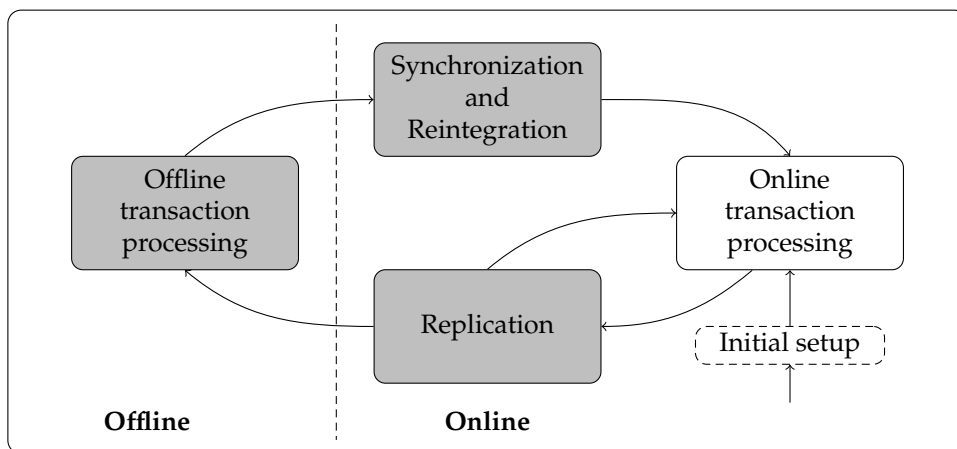 Synchronization
and
Reintegration
Offline
transaction
processing
Online
transaction
processing
Replication
Initial setup
Offline
Online